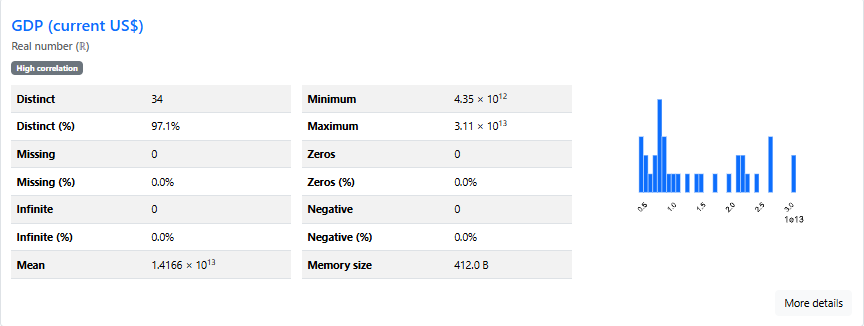 GDP (current US$)
Real number (ℝ)
High correlation
Distinct 34
Distinct (%) 97.1%
Missing 0
Missing (%) 0.0%
Infinite 0
Infinite (%) 0.0%
Mean 1.4166 × 10¹³
Minimum 4.35 × 10¹²
Maximum 3.11 × 10¹³
Zeros 0
Zeros (%) 0.0%
Negative 0
Negative (%) 0.0%
Memory size 412.0 B
0.5 1.0 1.5 2.0 2.5 3.0
1e13
More details